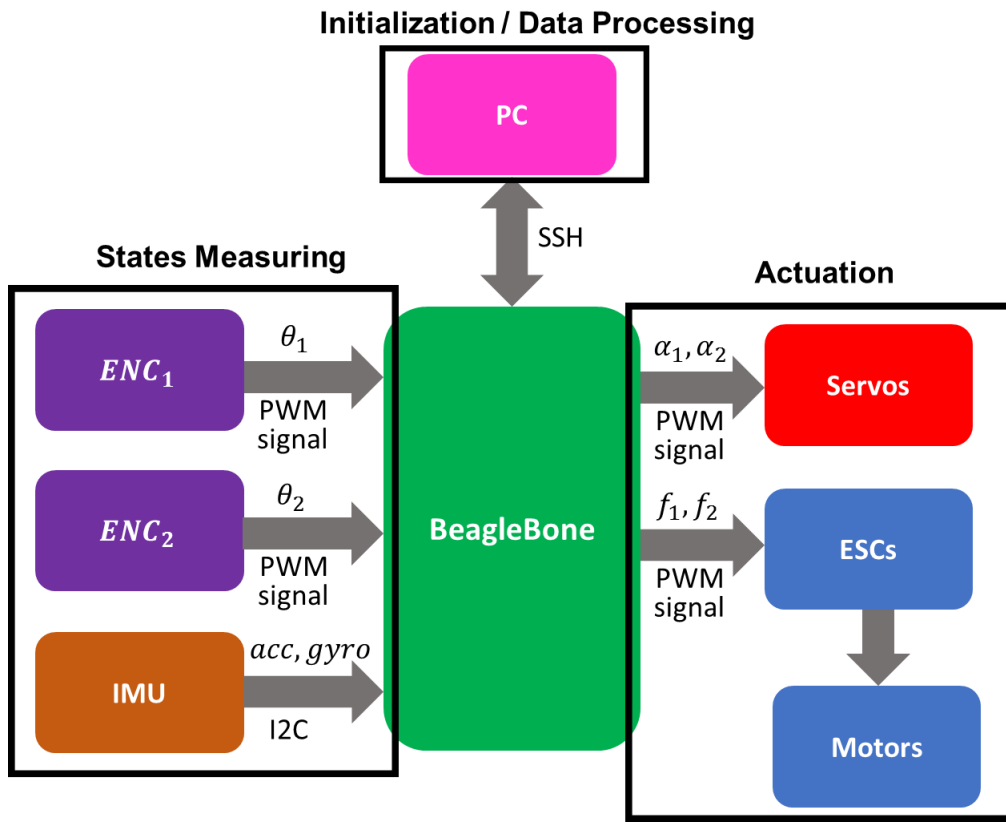 Initialization / Data Processing
PC
SSH
States Measuring
Actuation
ENC₁
θ₁
PWM
signal
ENC₂
θ₂
PWM
signal
IMU
acc, gyro
I2C
BeagleBone
α₁, α₂
PWM
signal
Servos
f₁, f₂
PWM
signal
ESCs
Motors